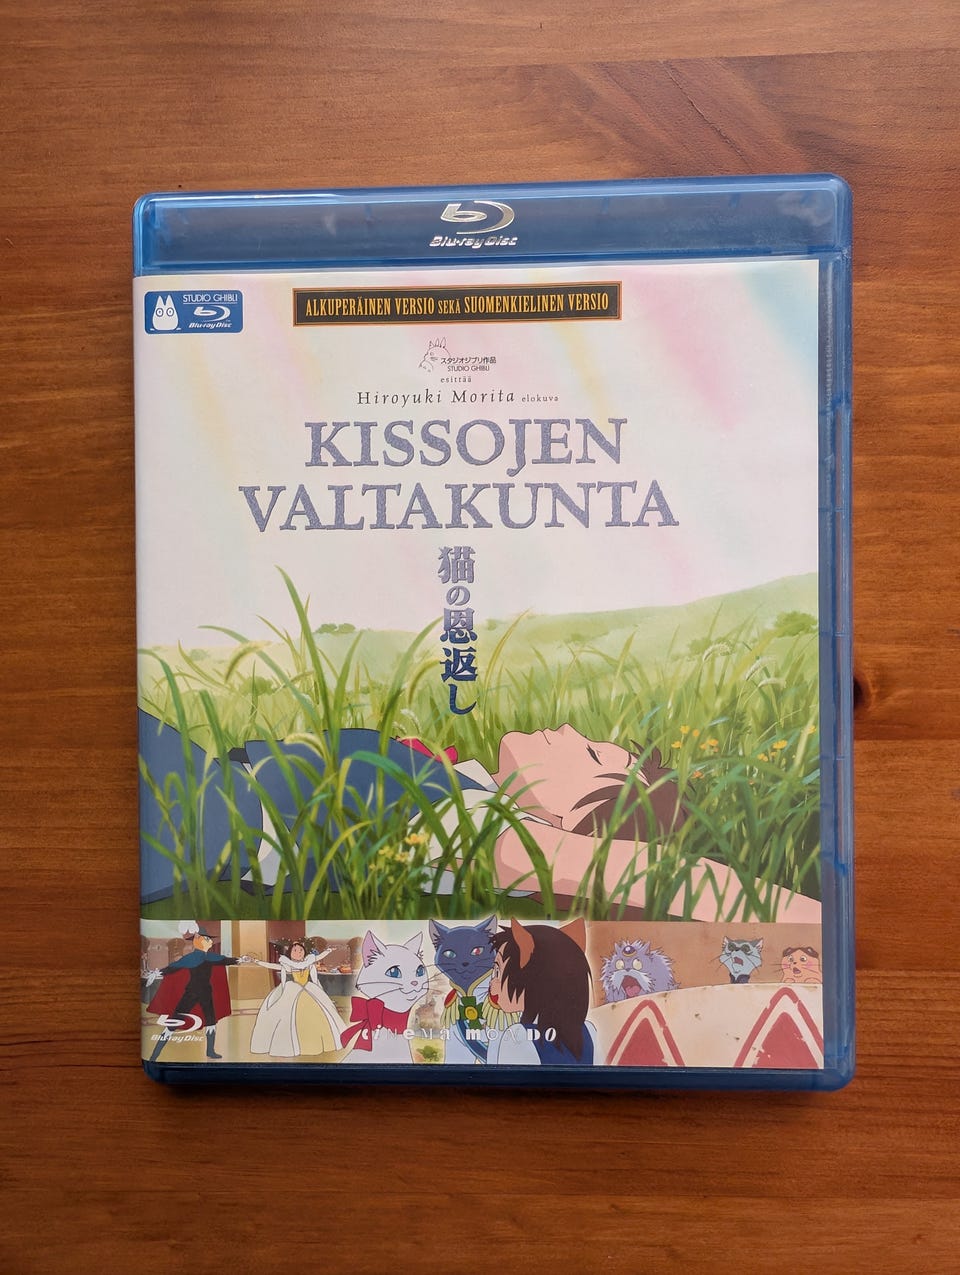 Blu-ray Disc
STUDIO GHIBLI
Blu-ray Disc
ALKUPERÄINEN VERSIO SEKÄ SUOMENKIELINEN VERSIO
スタジオジブリ作品
STUDIO GHIBLI
esittää
Hiroyuki Morita elokuva
KISSOJEN
VALTAKUNTA
猫の恩返し
Blu-ray Disc
CiNEMa mONDO